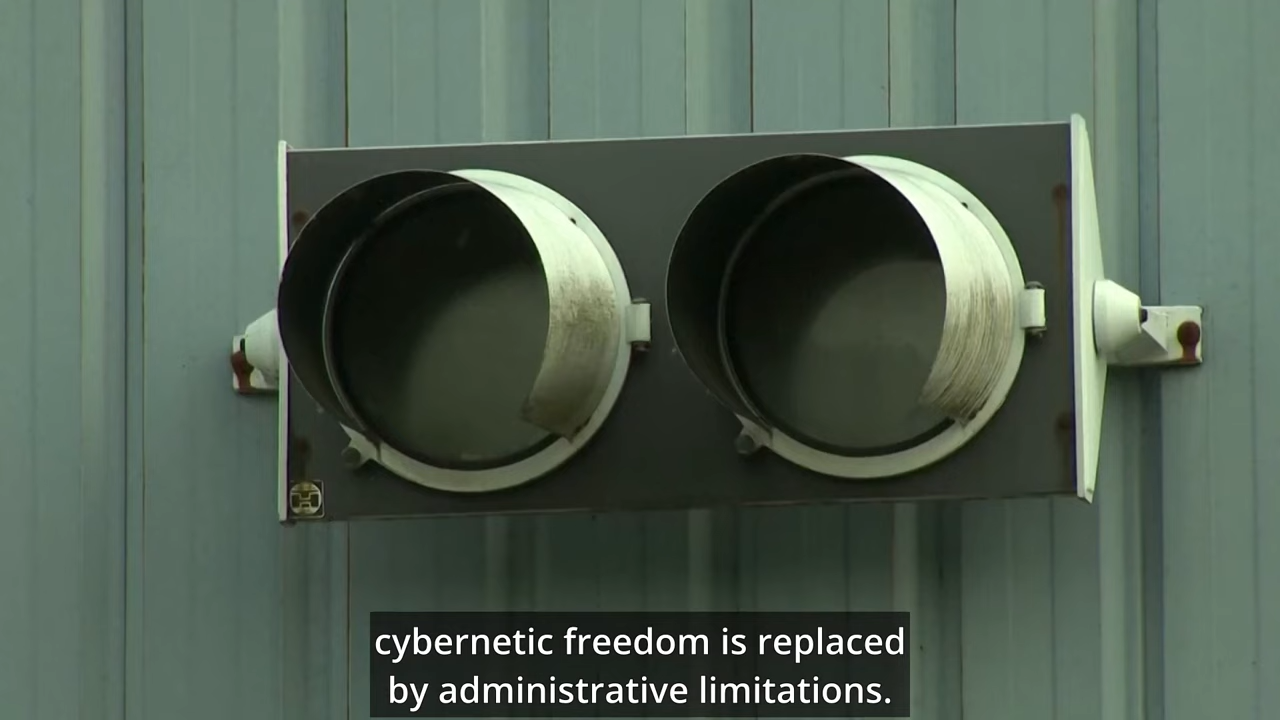 cybernetic freedom is replaced
by administrative limitations.